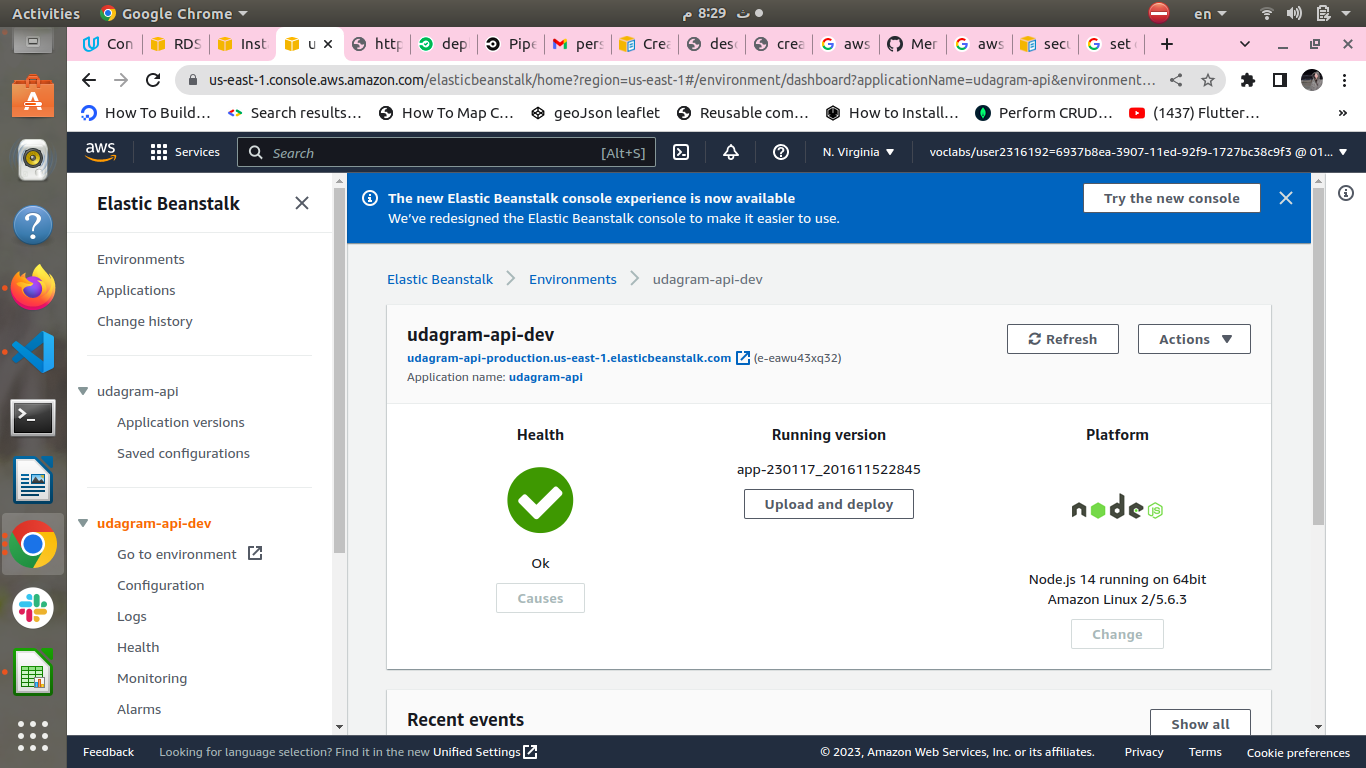 Activities
Google Chrome
م 8:29 ث
en
Con
RDS
Inst
u
http
dep
Pipe
pers
Crea
desc
crea
aws
Mer
aws
secu
set
us-east-1.console.aws.amazon.com/elasticbeanstalk/home?region=us-east-1#/environment/dashboard?applicationName=udagram-api&environment…
How To Build…
Search results…
How To Map C…
geoJson leaflet
Reusable com…
How to Install…
Perform CRUD…
(1437) Flutter…
»
aws
Services
Search
[Alt+S]
N. Virginia
voclabs/user2316192=6937b8ea-3907-11ed-92f9-1727bc38c9f3 @ 01…
Elastic Beanstalk
Environments
Applications
Change history
udagram-api
Application versions
Saved configurations
udagram-api-dev
Go to environment
Configuration
Logs
Health
Monitoring
Alarms
The new Elastic Beanstalk console experience is now available
We've redesigned the Elastic Beanstalk console to make it easier to use.
Try the new console
Elastic Beanstalk
Environments
udagram-api-dev
udagram-api-dev
udagram-api-production.us-east-1.elasticbeanstalk.com (e-eawu43xq32)
Application name: udagram-api
Refresh
Actions
Health
Ok
Causes
Running version
app-230117_201611522845
Upload and deploy
Platform
node JS
Node.js 14 running on 64bit
Amazon Linux 2/5.6.3
Change
Recent events
Show all
Feedback
Looking for language selection? Find it in the new Unified Settings
© 2023, Amazon Web Services, Inc. or its affiliates.
Privacy
Terms
Cookie preferences